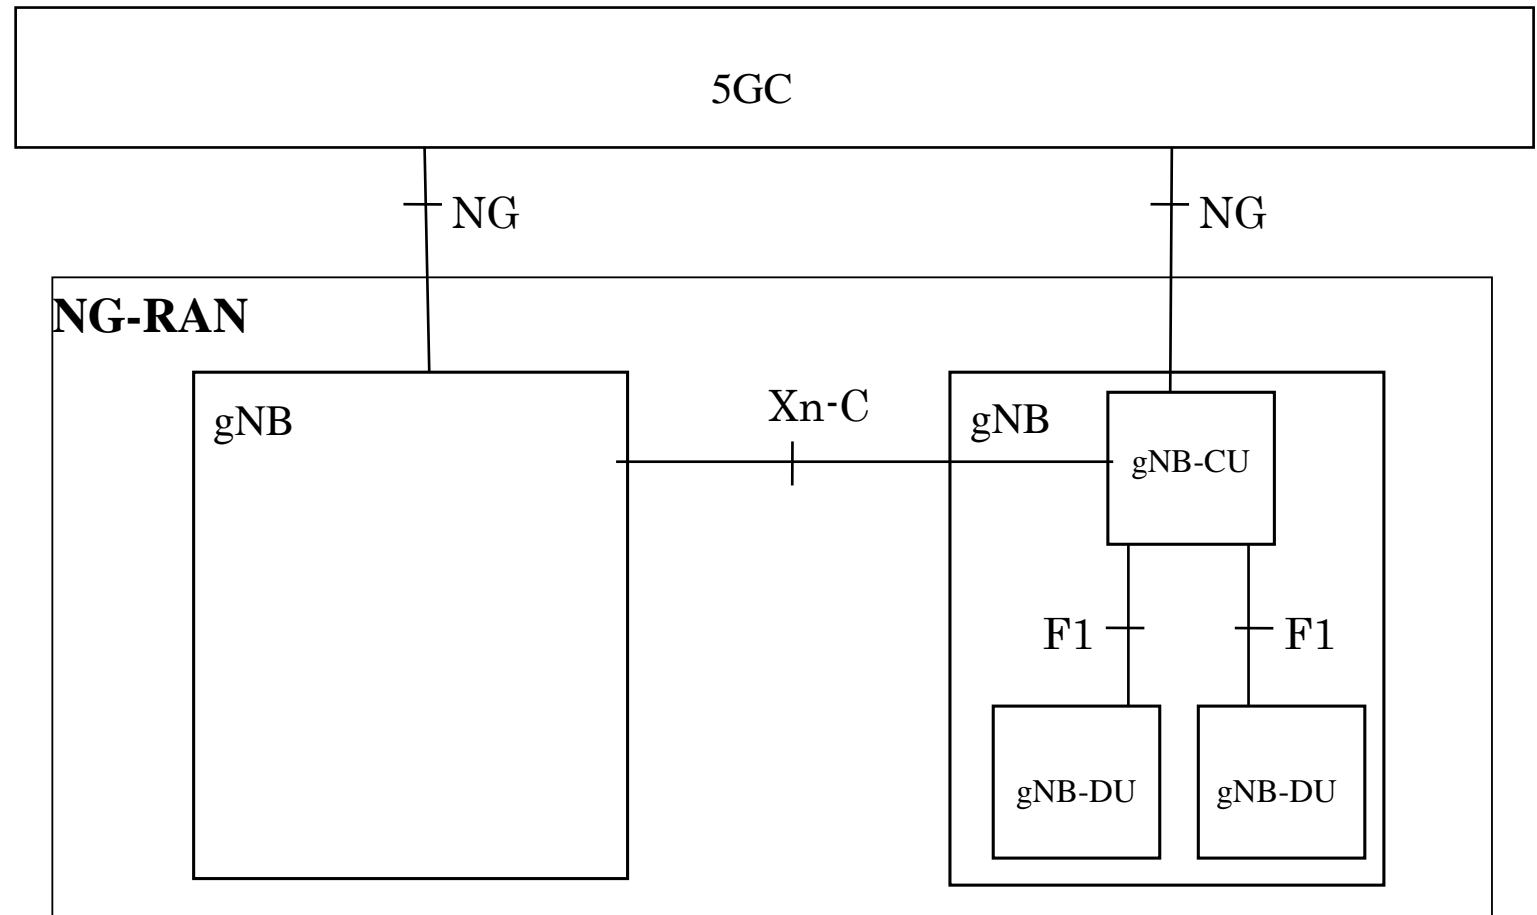 5GC
NG
NG
NG-RAN
gNB
Xn-C
gNB
gNB-CU
F1
F1
gNB-DU
gNB-DU